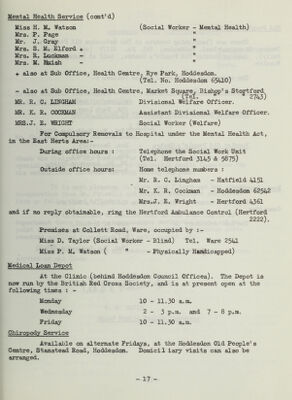 Mental Health Service (cont'd)
Miss H. M. Watson (Social Worker - Mental Health)
Mrs. P. Page "
Mr. J. Gray "
Mrs. S. M. Elford + "
Mrs. R. Luckman - "
Mrs. M. Huish - "
+ also at Sub Office, Health Centre, Rye Park, Hoddesdon.
(Tel. No. Hoddesdon 65410)
- also at Sub Office, Health Centre, Market Square, Bishop's Stortford
(Tel. " 2743)
MR. R. C. LINGHAM Divisional Welfare Officer.
MR. K. R. COCKMAN Assistant Divisional Welfare Officer.
MRS.J. E. WRIGHT Social Worker (Welfare)
For Compulsory Removals to Hospital under the Mental Health Act,
in the East Herts Area:-
During office hours : Telephone the Social Work Unit
(Tel. Hertford 3145 & 5875)
Outside office hours: Home telephone numbers :
Mr. R. C. Lingham - Hatfield 4151
Mr. K. R. Cockman - Hoddesdon 62542
Mrs.J. E. Wright - Hertford 4361
and if no reply obtainable, ring the Hertford Ambulance Control (Hertford
2222).
Premises at Collett Road, Ware, occupied by :-
Miss D. Taylor (Social Worker - Blind) Tel. Ware 2541
Miss P. M. Watson ( " - Physically Handicapped)
Medical Loan Depot
At the Clinic (behind Hoddesdon Council Offices). The Depot is
now run by the British Red Cross Society, and is at present open at the
following times : -
Monday 10 - 11.30 a.m.
Wednesday 2 - 3 p.m. and 7 - 8 p.m.
Friday 10 - 11.30 a.m.
Chiropody Service
Available on alternate Fridays, at the Hoddesdon Old People's
Centre, Stanstead Road, Hoddesdon. Domiciliary visits can also be
arranged.
- 17 -